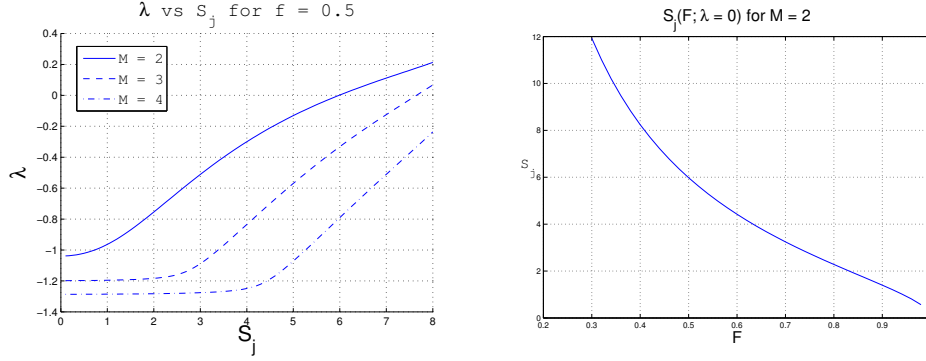 λ vs S_j for f = 0.5
0.4
0.2
0
−0.2
−0.4
−0.6
−0.8
−1
−1.2
−1.4
λ
M = 2
M = 3
M = 4
0 1 2 3 4 5 6 7 8
S_j
S_j(F; λ = 0) for M = 2
12
10
8
6
4
2
0
S_j
0.2 0.3 0.4 0.5 0.6 0.7 0.8 0.9
F